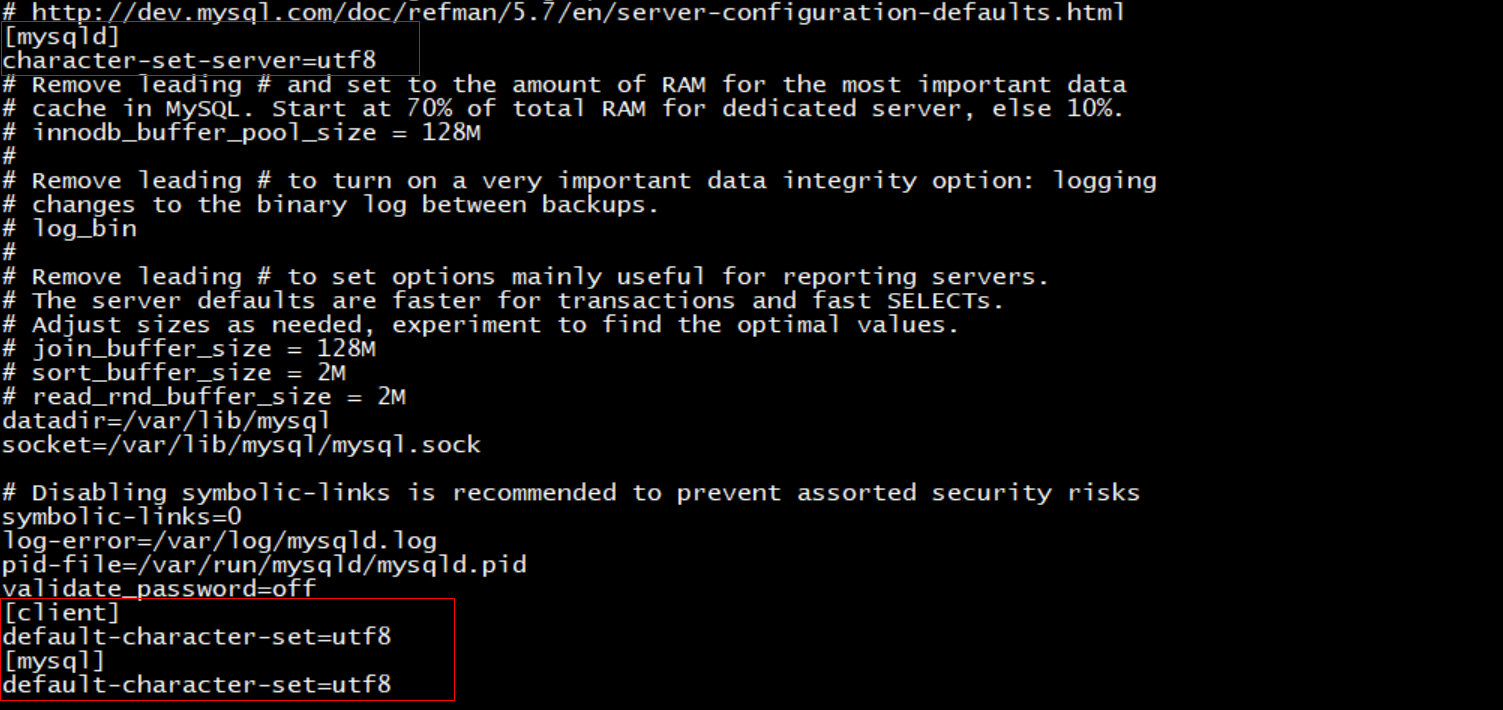 # http://dev.mysql.com/doc/refman/5.7/en/server-configuration-defaults.html
[mysqld]
character-set-server=utf8
# Remove leading # and set to the amount of RAM for the most important data
# cache in MySQL. Start at 70% of total RAM for dedicated server, else 10%.
# innodb_buffer_pool_size = 128M
#
# Remove leading # to turn on a very important data integrity option: logging
# changes to the binary log between backups.
# log_bin
#
# Remove leading # to set options mainly useful for reporting servers.
# The server defaults are faster for transactions and fast SELECTs.
# Adjust sizes as needed, experiment to find the optimal values.
# join_buffer_size = 128M
# sort_buffer_size = 2M
# read_rnd_buffer_size = 2M
datadir=/var/lib/mysql
socket=/var/lib/mysql/mysql.sock
# Disabling symbolic-links is recommended to prevent assorted security risks
symbolic-links=0
log-error=/var/log/mysqld.log
pid-file=/var/run/mysqld/mysqld.pid
validate_password=off
[client]
default-character-set=utf8
[mysql]
default-character-set=utf8